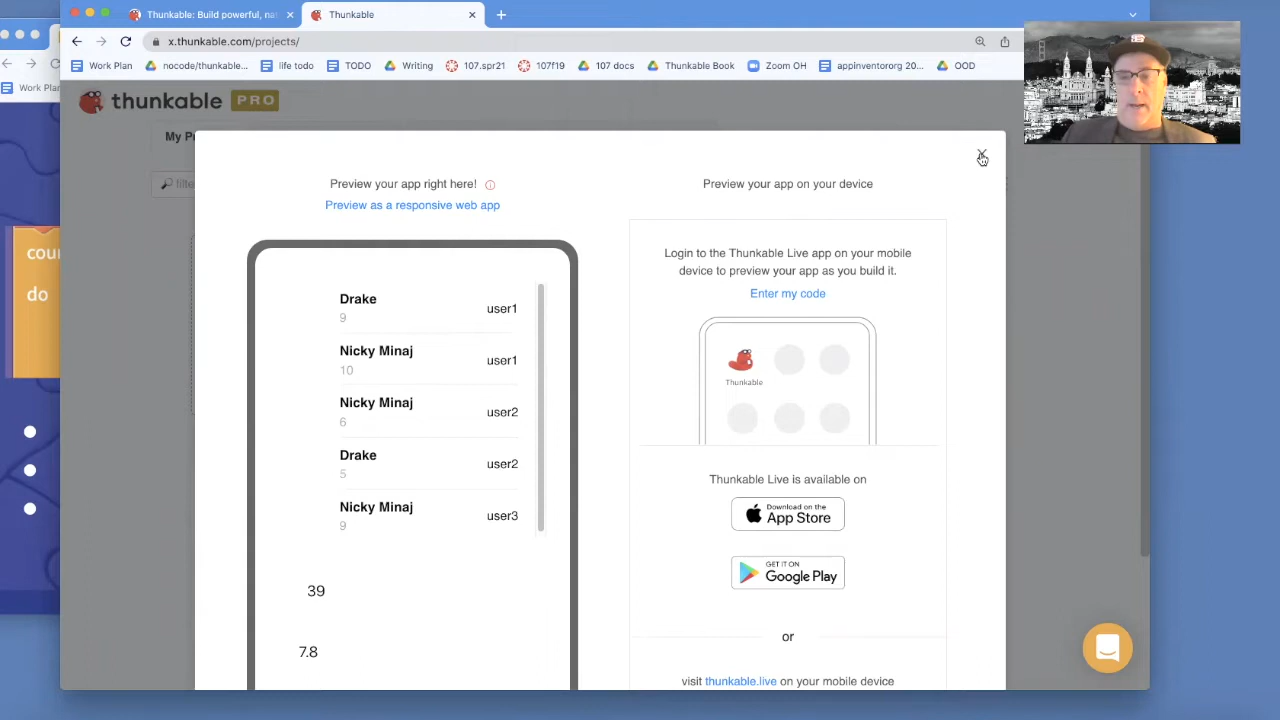 Thunkable: Build powerful, na
Thunkable
x.thunkable.com/projects/
Work Plan
nocode/thunkable...
life todo
TODO
Writing
107.spr21
107f19
107 docs
Thunkable Book
Zoom OH
appinventororg 20...
OOD
Work Plan
thunkable PRO
My Pr
filte
cour
do
Preview your app right here!
Preview as a responsive web app
Drake
9
user1
Nicky Minaj
10
user1
Nicky Minaj
6
user2
Drake
5
user2
Nicky Minaj
9
user3
39
7.8
Preview your app on your device
Login to the Thunkable Live app on your mobile
device to preview your app as you build it.
Enter my code
Thunkable
Thunkable Live is available on
Download on the
App Store
GET IT ON
Google Play
or
visit thunkable.live on your mobile device